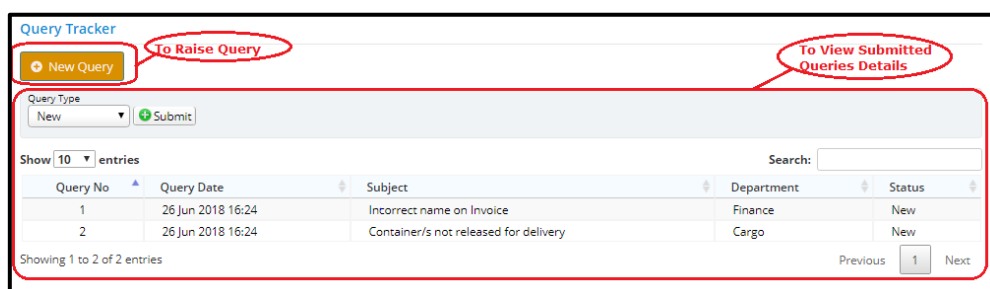 Query Tracker
To Raise Query
New Query
To View Submitted
Queries Details
Query Type
New Submit
Show 10 entries Search:
Query No Query Date Subject Department Status
1 26 Jun 2018 16:24 Incorrect name on Invoice Finance New
2 26 Jun 2018 16:24 Container/s not released for delivery Cargo New
Showing 1 to 2 of 2 entries Previous 1 Next